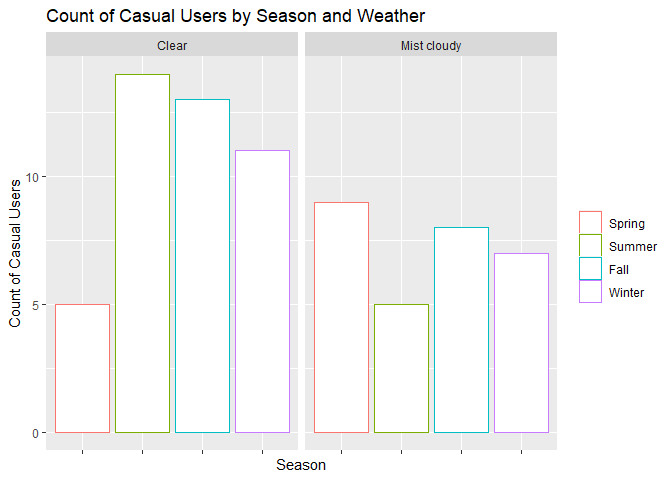 Count of Casual Users by Season and Weather
Clear
Mist cloudy
Count of Casual Users
10
5
0
Season
Spring
Summer
Fall
Winter